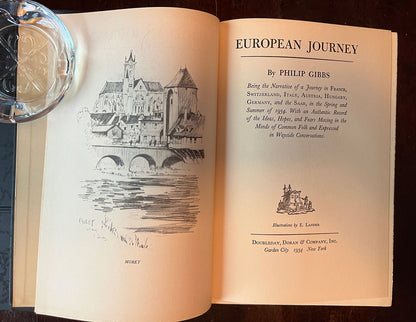 MORET
EUROPEAN JOURNEY
By PHILIP GIBBS
Being the Narrative of a Journey in FRANCE,
SWITZERLAND, ITALY, AUSTRIA, HUNGARY,
GERMANY, and the SAAR, in the Spring and
Summer of 1934. With an Authentic Record
of the Ideas, Hopes, and Fears Moving in the
Minds of Common Folk and Expressed
in Wayside Conversations.
Illustrations by E. LANDER
DOUBLEDAY, DORAN & COMPANY, INC.
Garden City 1934 New York